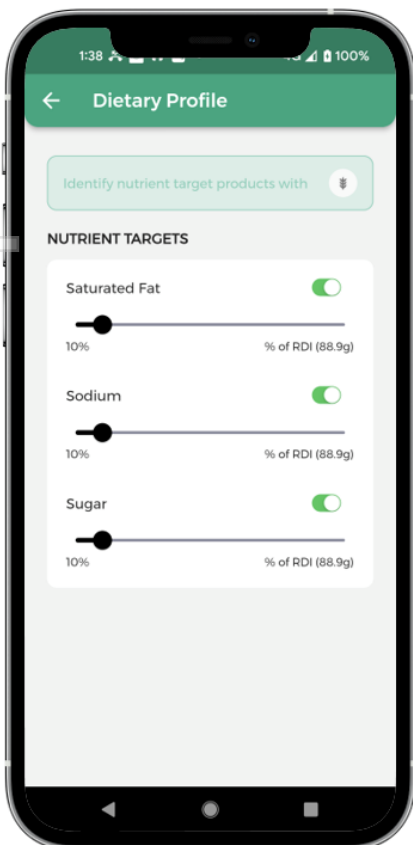 1:38
100%
Dietary Profile
Identify nutrient target products with
NUTRIENT TARGETS
Saturated Fat
10% % of RDI (88.9g)
Sodium
10% % of RDI (88.9g)
Sugar
10% % of RDI (88.9g)